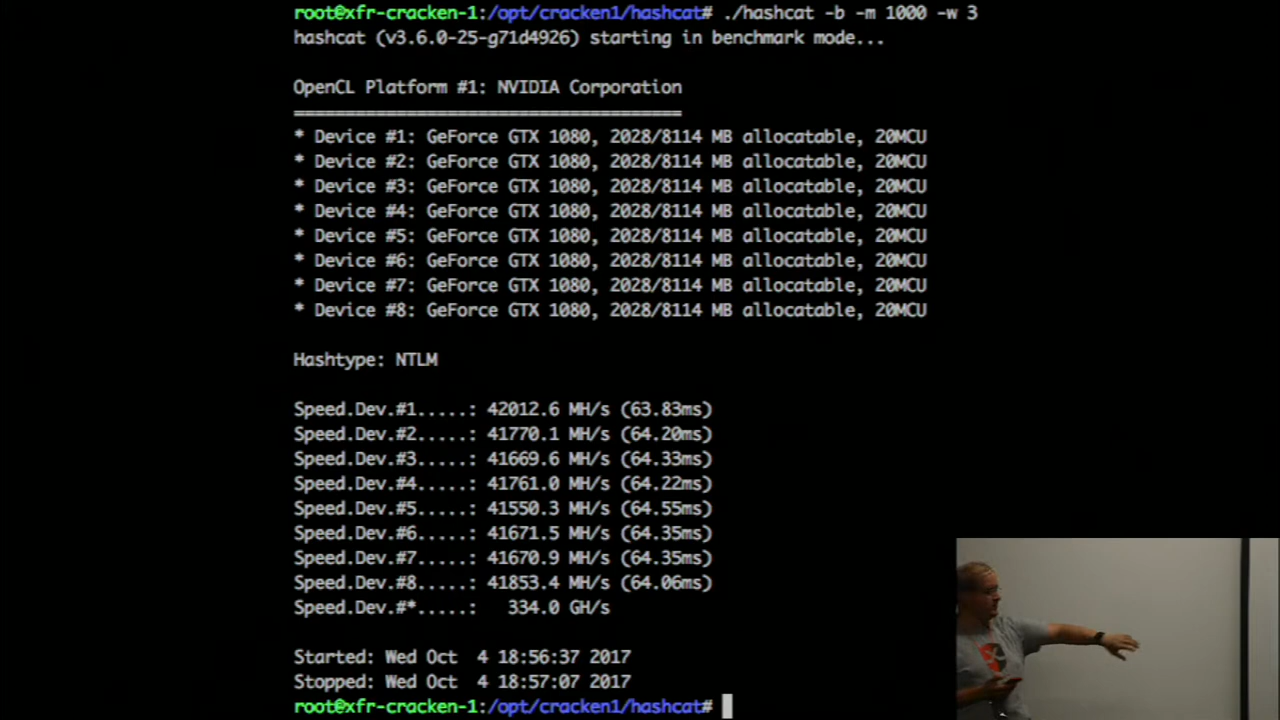 root@xfr-cracken-1:/opt/cracken1/hashcat# ./hashcat -b -m 1000 -w 3
hashcat (v3.6.0-25-g71d4926) starting in benchmark mode...
OpenCL Platform #1: NVIDIA Corporation
======================================
* Device #1: GeForce GTX 1080, 2028/8114 MB allocatable, 20MCU
* Device #2: GeForce GTX 1080, 2028/8114 MB allocatable, 20MCU
* Device #3: GeForce GTX 1080, 2028/8114 MB allocatable, 20MCU
* Device #4: GeForce GTX 1080, 2028/8114 MB allocatable, 20MCU
* Device #5: GeForce GTX 1080, 2028/8114 MB allocatable, 20MCU
* Device #6: GeForce GTX 1080, 2028/8114 MB allocatable, 20MCU
* Device #7: GeForce GTX 1080, 2028/8114 MB allocatable, 20MCU
* Device #8: GeForce GTX 1080, 2028/8114 MB allocatable, 20MCU
Hashtype: NTLM
Speed.Dev.#1.....: 42012.6 MH/s (63.83ms)
Speed.Dev.#2.....: 41770.1 MH/s (64.20ms)
Speed.Dev.#3.....: 41669.6 MH/s (64.33ms)
Speed.Dev.#4.....: 41761.0 MH/s (64.22ms)
Speed.Dev.#5.....: 41550.3 MH/s (64.55ms)
Speed.Dev.#6.....: 41671.5 MH/s (64.35ms)
Speed.Dev.#7.....: 41670.9 MH/s (64.35ms)
Speed.Dev.#8.....: 41853.4 MH/s (64.06ms)
Speed.Dev.#*.....:   334.0 GH/s
Started: Wed Oct  4 18:56:37 2017
Stopped: Wed Oct  4 18:57:07 2017
root@xfr-cracken-1:/opt/cracken1/hashcat#